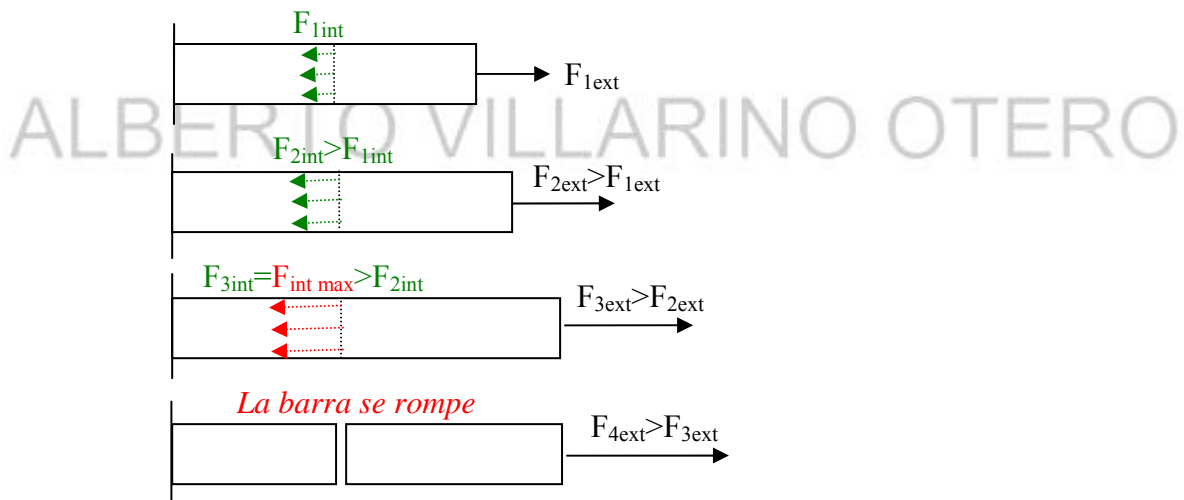 F1int
F1ext
ALBERTO VILLARINO OTERO
F2int>F1int
F2ext>F1ext
F3int=Fint max>F2int
F3ext>F2ext
La barra se rompe
F4ext>F3ext